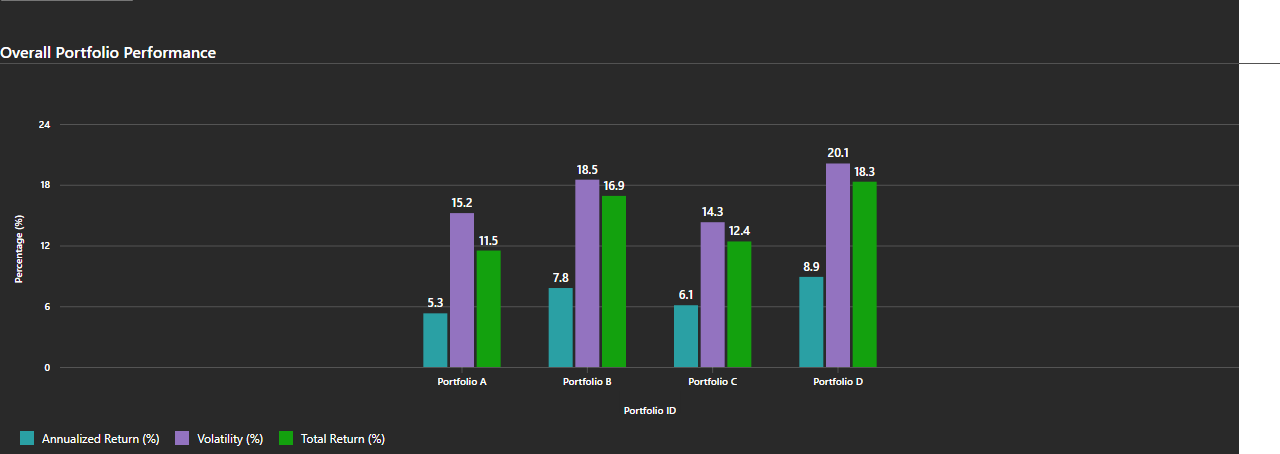 Overall Portfolio Performance
24
18
12
6
0
Percentage (%)
5.3
15.2
11.5
7.8
18.5
16.9
6.1
14.3
12.4
8.9
20.1
18.3
Portfolio A
Portfolio B
Portfolio C
Portfolio D
Portfolio ID
Annualized Return (%)
Volatility (%)
Total Return (%)